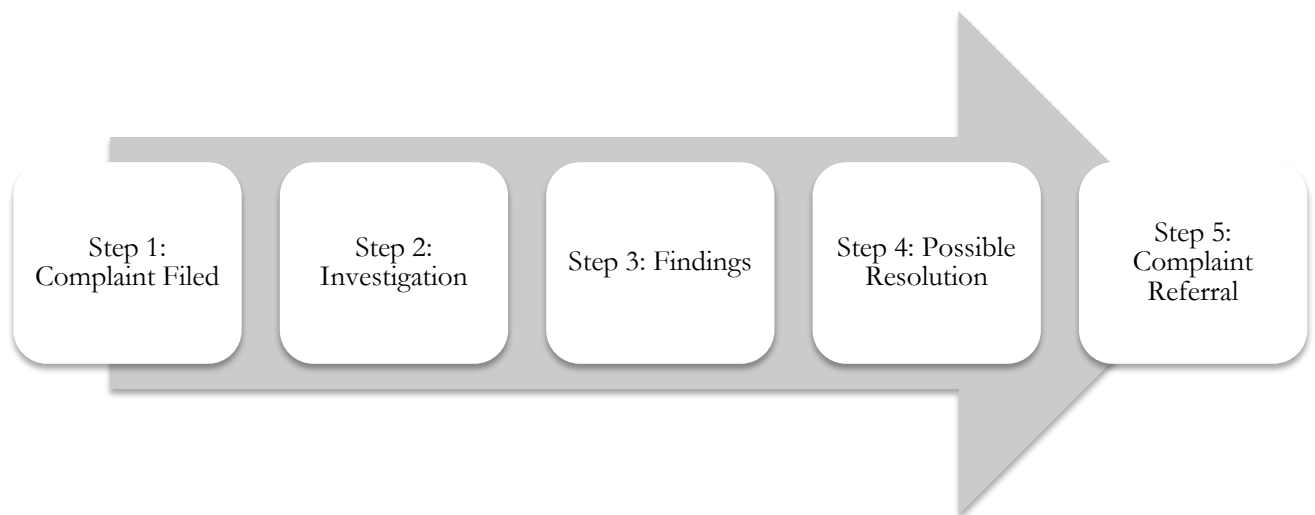 Step 1:
Complaint Filed
Step 2:
Investigation
Step 3: Findings
Step 4: Possible
Resolution
Step 5:
Complaint
Referral